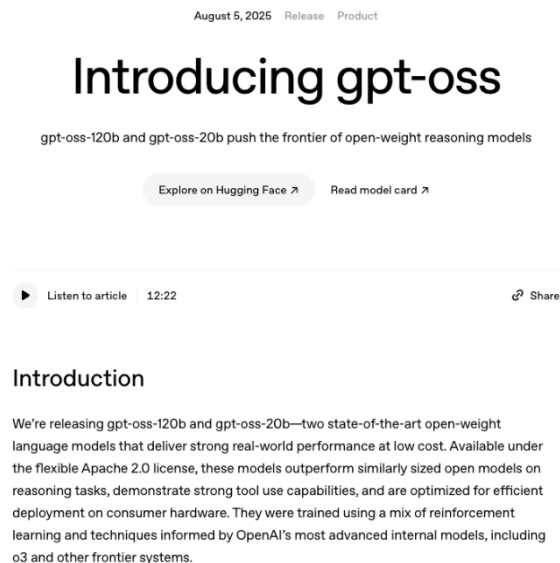 August 5, 2025 Release Product
Introducing gpt-oss
gpt-oss-120b and gpt-oss-20b push the frontier of open-weight reasoning models
Explore on Hugging Face ↗ Read model card ↗
Listen to article 12:22 Share
Introduction
We’re releasing gpt-oss-120b and gpt-oss-20b—two state-of-the-art open-weight
language models that deliver strong real-world performance at low cost. Available under
the flexible Apache 2.0 license, these models outperform similarly sized open models on
reasoning tasks, demonstrate strong tool use capabilities, and are optimized for efficient
deployment on consumer hardware. They were trained using a mix of reinforcement
learning and techniques informed by OpenAI’s most advanced internal models, including
o3 and other frontier systems.